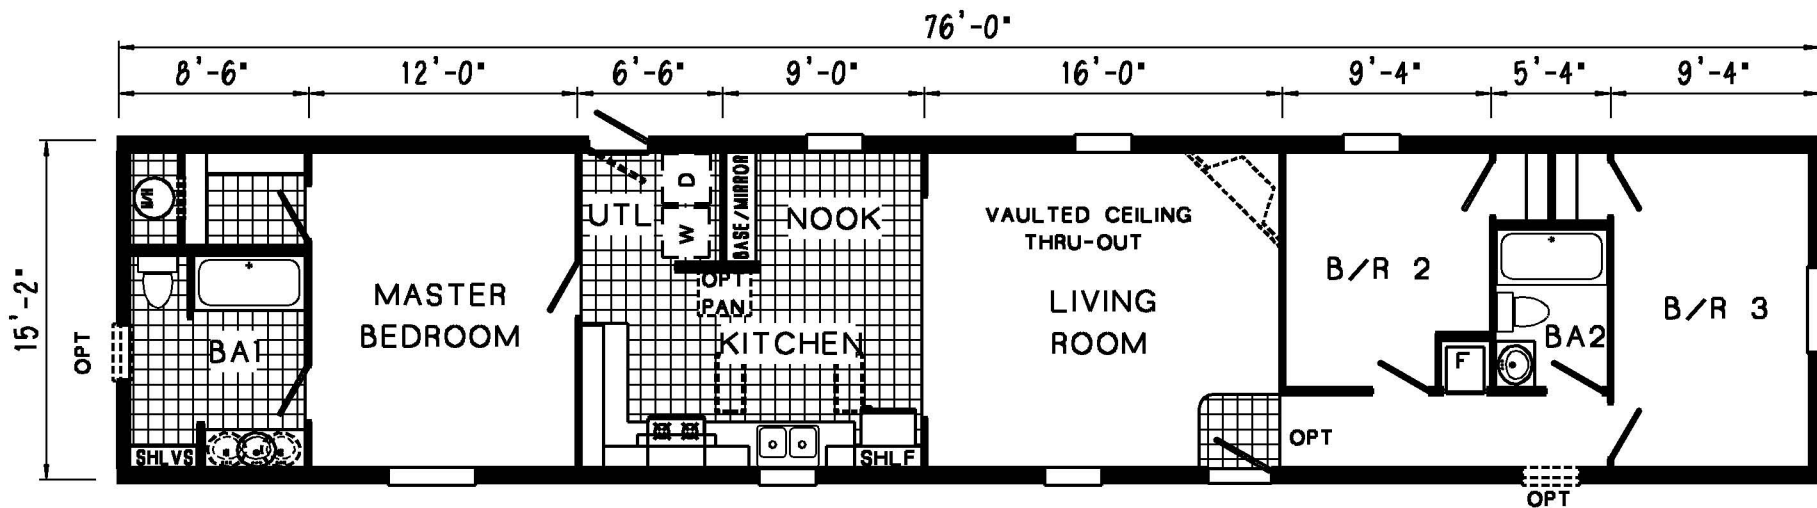 76'-0"
8'-6"
12'-0"
6'-6"
9'-0"
16'-0"
9'-4"
5'-4"
9'-4"
15'-2"
OPT
W/H
BA1
SHLVS
MASTER
BEDROOM
UTL
D
W
BASE/MIRROR
NOOK
OPT
PAN
KITCHEN
SHLF
VAULTED CEILING
THRU-OUT
LIVING
ROOM
OPT
B/R 2
F
BA2
B/R 3
OPT